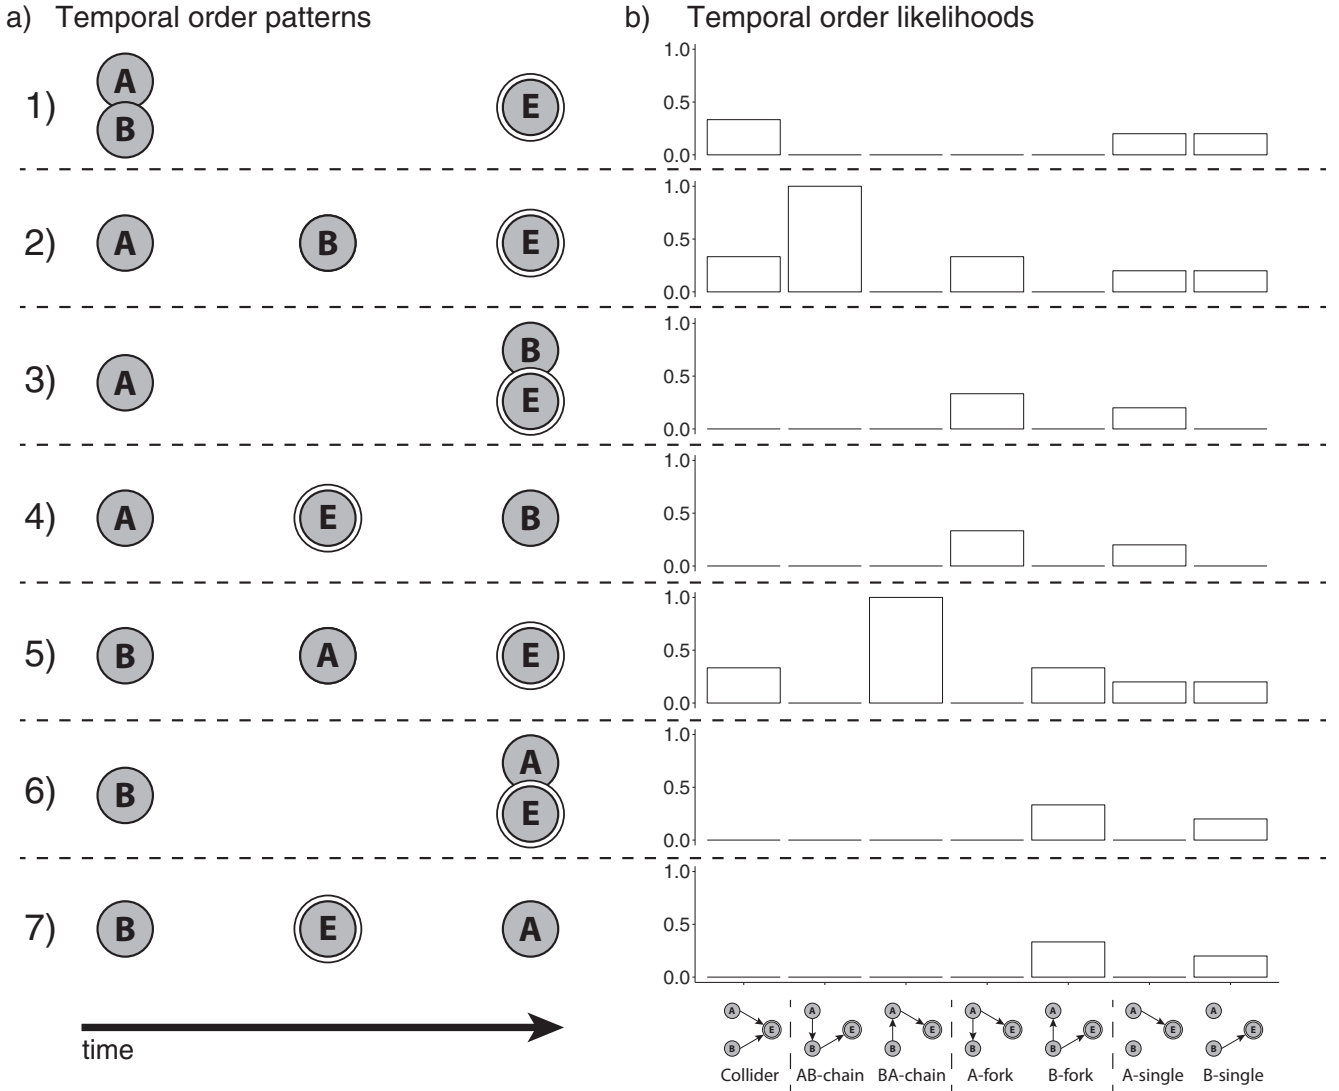 a) Temporal order patterns
b) Temporal order likelihoods
1)
A
B
E
1.0
0.5
0.0
2)
A B E
1.0
0.5
0.0
3)
A
B
E
1.0
0.5
0.0
4)
A E B
1.0
0.5
0.0
5)
B A E
1.0
0.5
0.0
6)
B
A
E
1.0
0.5
0.0
7)
B E A
1.0
0.5
0.0
time
A B E
A B E
A B E
A B E
A B E
A B E
A B E
Collider AB-chain BA-chain A-fork B-fork A-single B-single